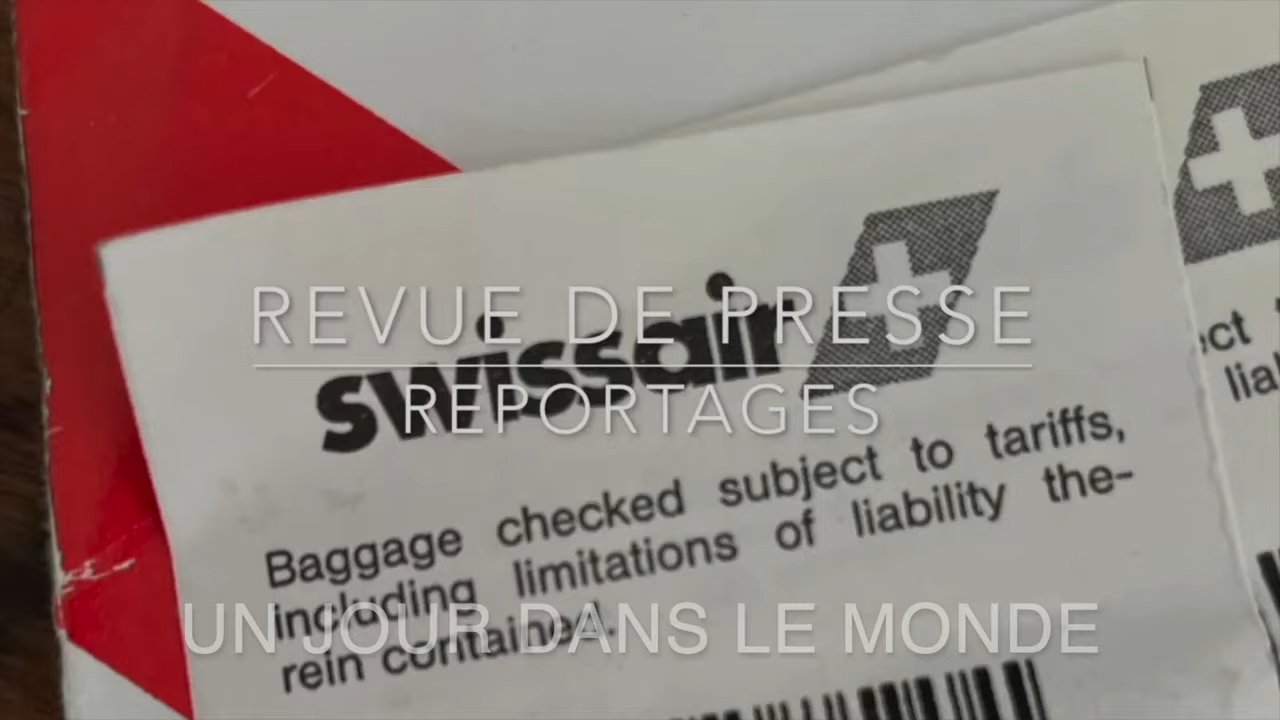 REVUE DE PRESSE
swissair
REPORTAGES
Baggage checked subject to tariffs,
including limitations of liability the-
rein contained.
UN JOUR DANS LE MONDE
ct
lia